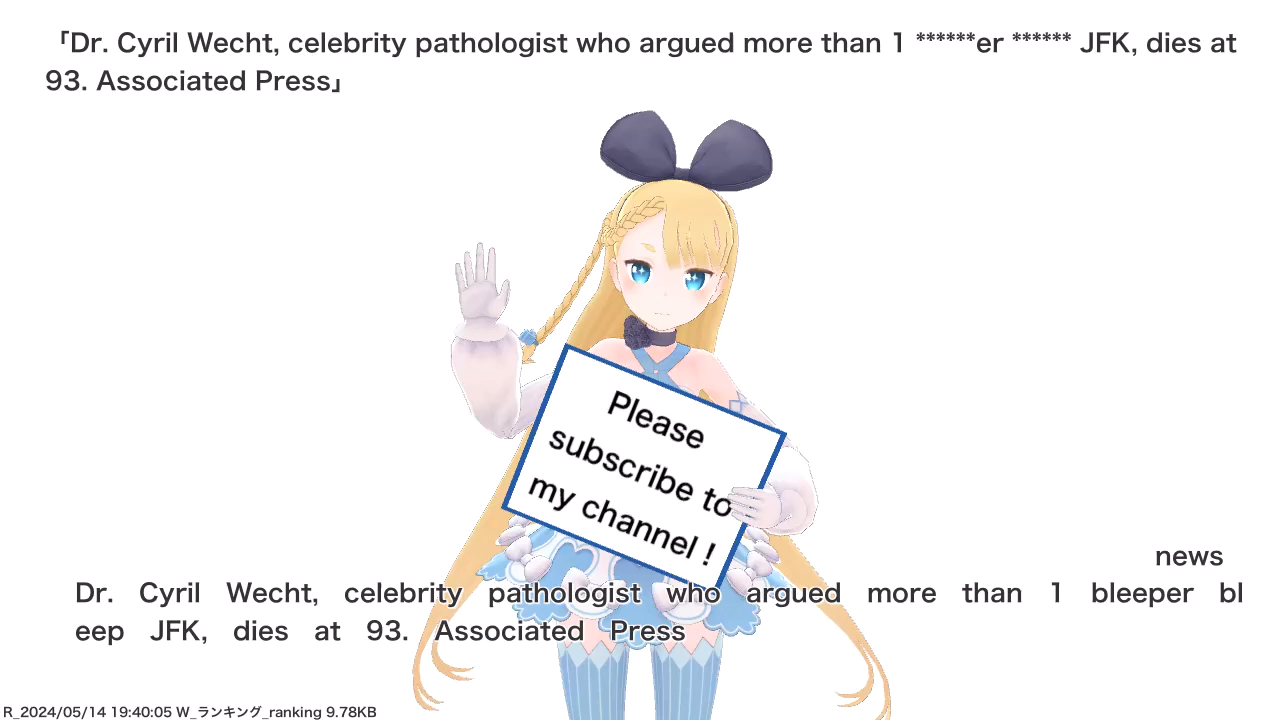 「Dr. Cyril Wecht, celebrity pathologist who argued more than 1 ******er ****** JFK, dies at
93. Associated Press」
Please
subscribe to
my channel !
news
Dr. Cyril Wecht, celebrity pathologist who argued more than 1 bleeper bl
eep JFK, dies at 93. Associated Press
R_2024/05/14 19:40:05 W_ランキング_ranking 9.78KB